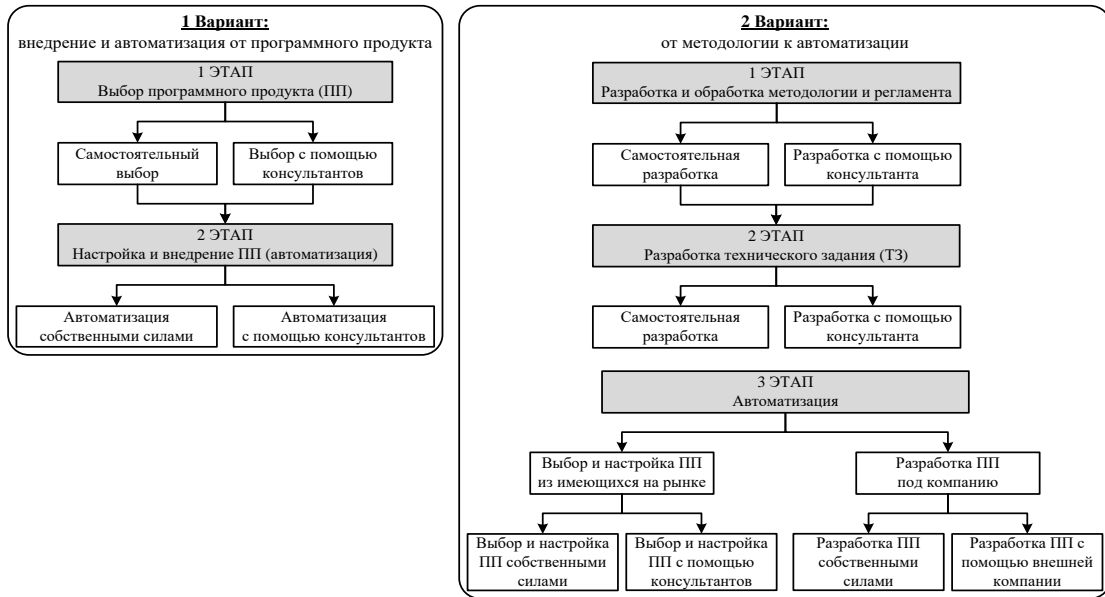 1 Вариант:
внедрение и автоматизация от программного продукта
1 ЭТАП
Выбор программного продукта (ПП)
Самостоятельный
выбор
Выбор с помощью
консультантов
2 ЭТАП
Настройка и внедрение ПП (автоматизация)
Автоматизация
собственными силами
Автоматизация
с помощью консультантов
2 Вариант:
от методологии к автоматизации
1 ЭТАП
Разработка и обработка методологии и регламента
Самостоятельная
разработка
Разработка с помощью
консультанта
2 ЭТАП
Разработка технического задания (ТЗ)
Самостоятельная
разработка
Разработка с помощью
консультанта
3 ЭТАП
Автоматизация
Выбор и настройка ПП
из имеющихся на рынке
Разработка ПП
под компанию
Выбор и настройка
ПП собственными
силами
Выбор и настройка
ПП с помощью
консультантов
Разработка ПП
собственными
силами
Разработка ПП с
помощью внешней
компании